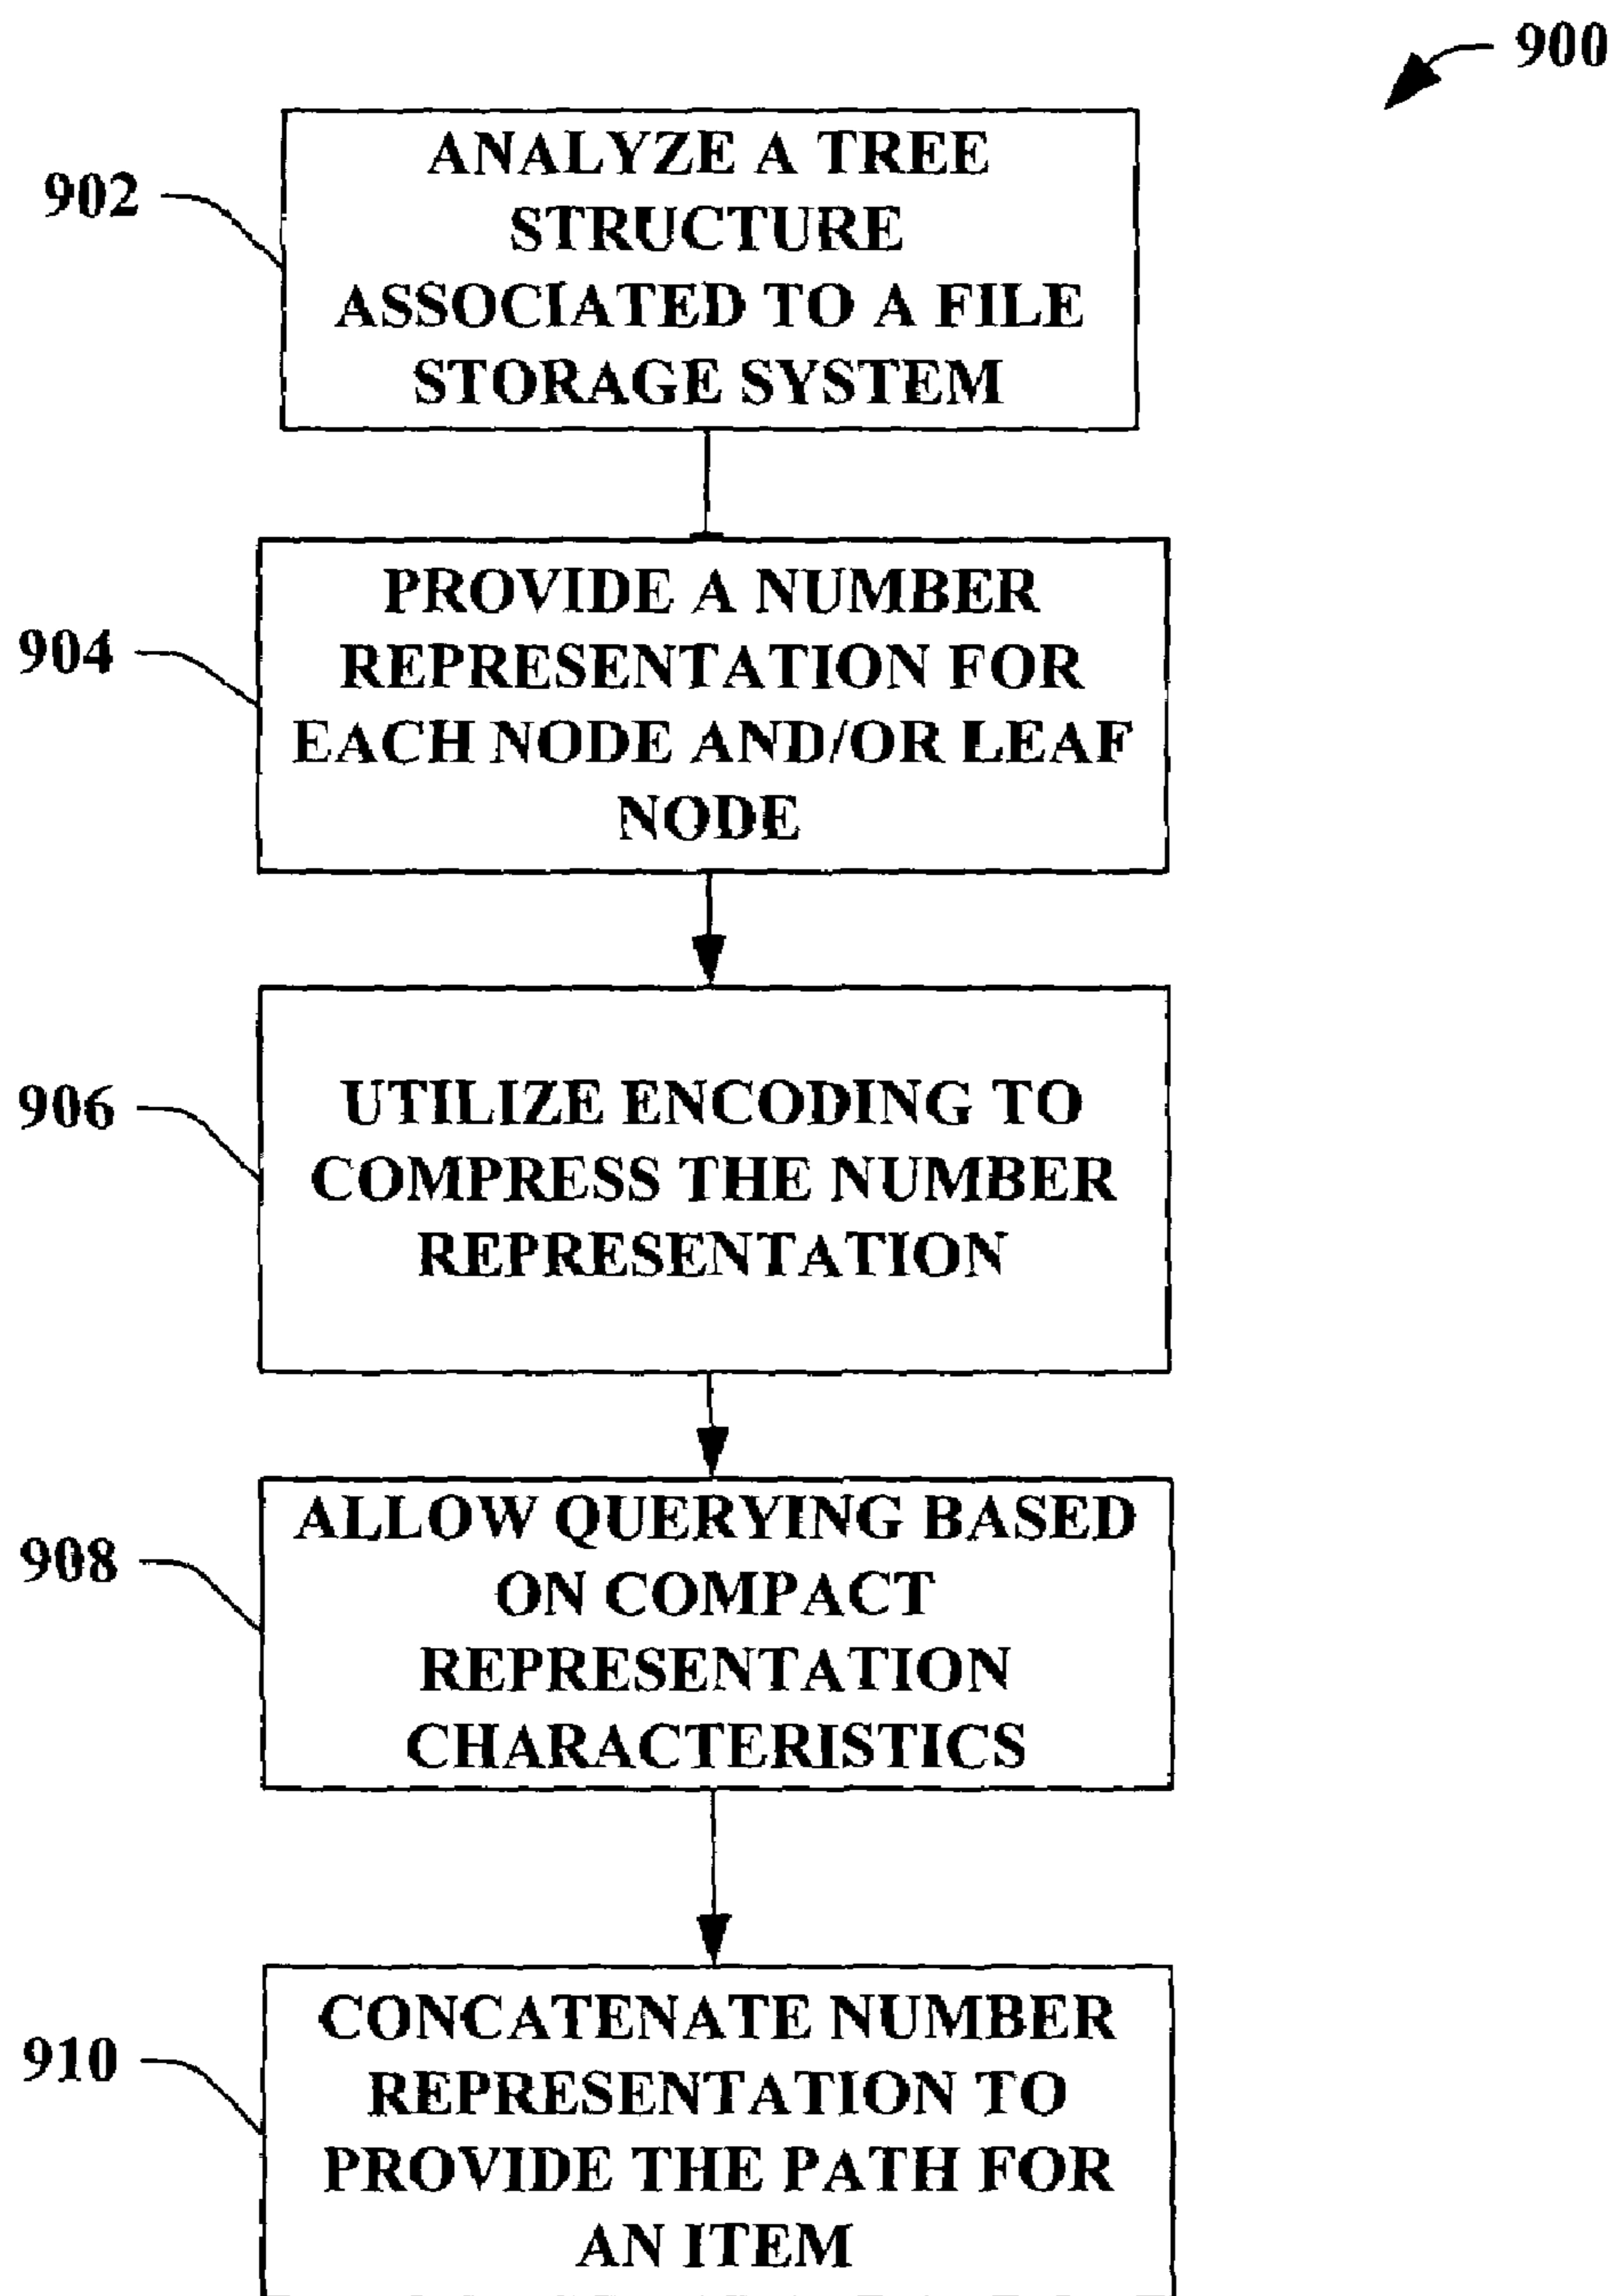 900
902
ANALYZE A TREE
STRUCTURE
ASSOCIATED TO A FILE
STORAGE SYSTEM
904
PROVIDE A NUMBER
REPRESENTATION FOR
EACH NODE AND/OR LEAF
NODE
906
UTILIZE ENCODING TO
COMPRESS THE NUMBER
REPRESENTATION
908
ALLOW QUERYING BASED
ON COMPACT
REPRESENTATION
CHARACTERISTICS
910
CONCATENATE NUMBER
REPRESENTATION TO
PROVIDE THE PATH FOR
AN ITEM